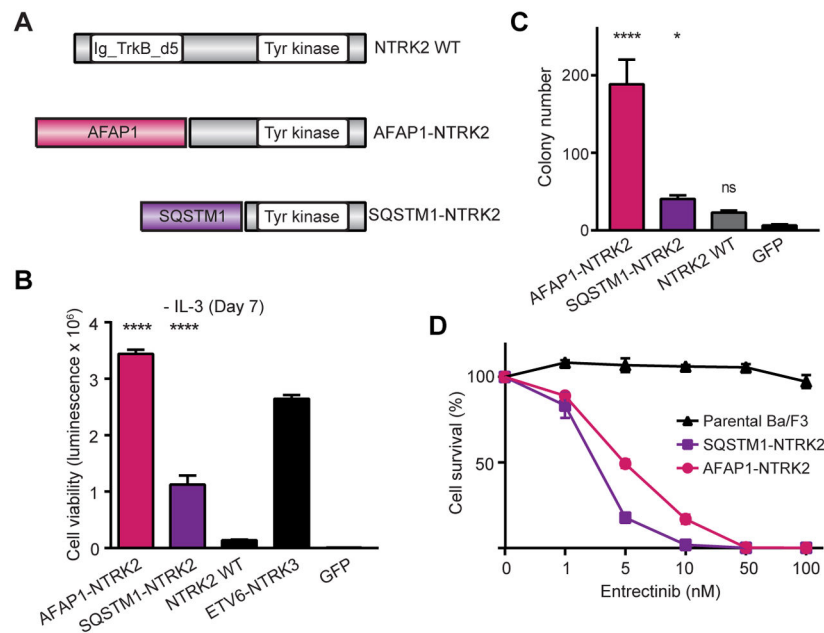 A
Ig_TrkB_d5
Tyr kinase
NTRK2 WT
AFAP1
Tyr kinase
AFAP1-NTRK2
SQSTM1
Tyr kinase
SQSTM1-NTRK2
B
- IL-3 (Day 7)
Cell viability (luminescence x 10⁶)
4
3
2
1
0
****
****
AFAP1-NTRK2
SQSTM1-NTRK2
NTRK2 WT
ETV6-NTRK3
GFP
C
Colony number
200
100
0
****
*
ns
AFAP1-NTRK2
SQSTM1-NTRK2
NTRK2 WT
GFP
D
Cell survival (%)
100
50
Parental Ba/F3
SQSTM1-NTRK2
AFAP1-NTRK2
0
1
5
10
50
100
Entrectinib (nM)